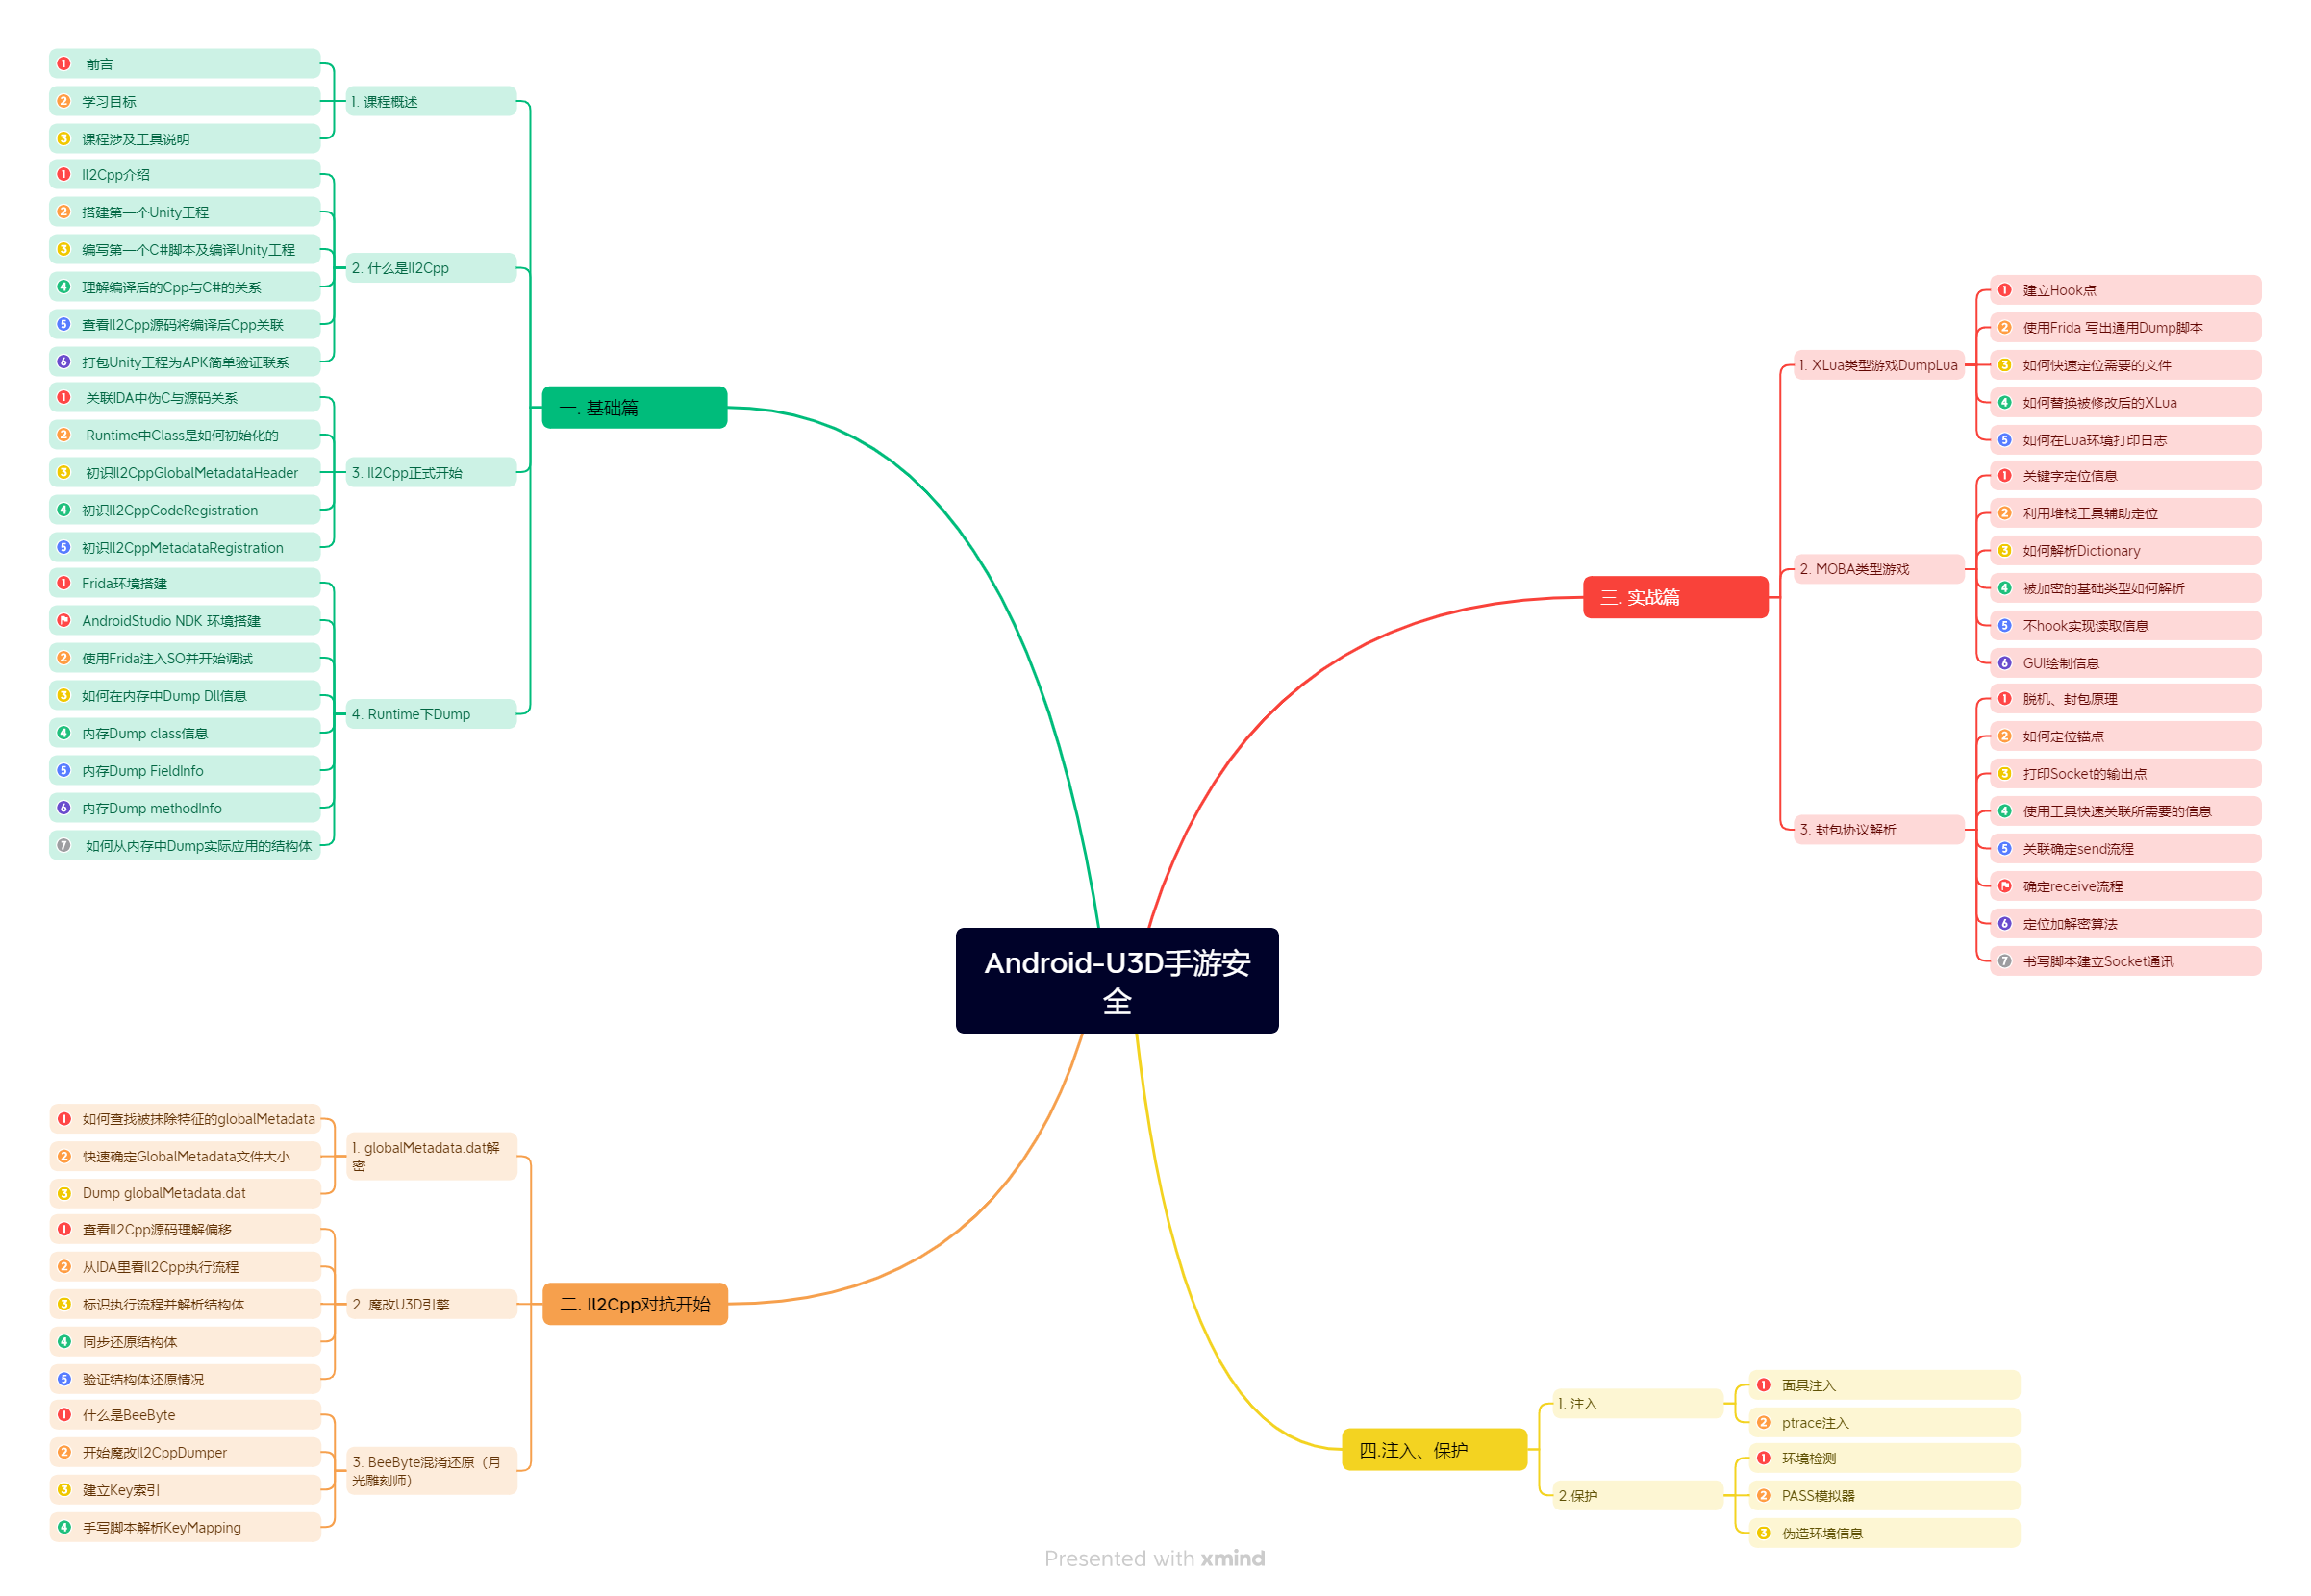 Android-U3D手游安
全
一. 基础篇
1. 课程概述
1 前言
2 学习目标
3 课程涉及工具说明
2. 什么是Il2Cpp
1 Il2Cpp介绍
2 搭建第一个Unity工程
3 编写第一个C#脚本及编译Unity工程
4 理解编译后的Cpp与C#的关系
5 查看Il2Cpp源码将编译后Cpp关联
6 打包Unity工程为APK简单验证联系
3. Il2Cpp正式开始
1 关联IDA中伪C与源码关系
2 Runtime中Class是如何初始化的
3 初识Il2CppGlobalMetadataHeader
4 初识Il2CppCodeRegistration
5 初识Il2CppMetadataRegistration
4. Runtime下Dump
1 Frida环境搭建
AndroidStudio NDK 环境搭建
2 使用Frida注入SO并开始调试
3 如何在内存中Dump Dll信息
4 内存Dump class信息
5 内存Dump FieldInfo
6 内存Dump methodInfo
7 如何从内存中Dump实际应用的结构体
二. Il2Cpp对抗开始
1. globalMetadata.dat解
密
1 如何查找被抹除特征的globalMetadata
2 快速确定GlobalMetadata文件大小
3 Dump globalMetadata.dat
2. 魔改U3D引擎
1 查看Il2Cpp源码理解偏移
2 从IDA里看Il2Cpp执行流程
3 标识执行流程并解析结构体
4 同步还原结构体
5 验证结构体还原情况
3. BeeByte混淆还原（月
光雕刻师）
1 什么是BeeByte
2 开始魔改Il2CppDumper
3 建立Key索引
4 手写脚本解析KeyMapping
三. 实战篇
1. XLua类型游戏DumpLua
1 建立Hook点
2 使用Frida 写出通用Dump脚本
3 如何快速定位需要的文件
4 如何替换被修改后的XLua
5 如何在Lua环境打印日志
2. MOBA类型游戏
1 关键字定位信息
2 利用堆栈工具辅助定位
3 如何解析Dictionary
4 被加密的基础类型如何解析
5 不hook实现读取信息
6 GUI绘制信息
3. 封包协议解析
1 脱机、封包原理
2 如何定位锚点
3 打印Socket的输出点
4 使用工具快速关联所需要的信息
5 关联确定send流程
确定receive流程
6 定位加解密算法
7 书写脚本建立Socket通讯
四.注入、保护
1. 注入
1 面具注入
2 ptrace注入
2.保护
1 环境检测
2 PASS模拟器
3 伪造环境信息
Presented with xmind